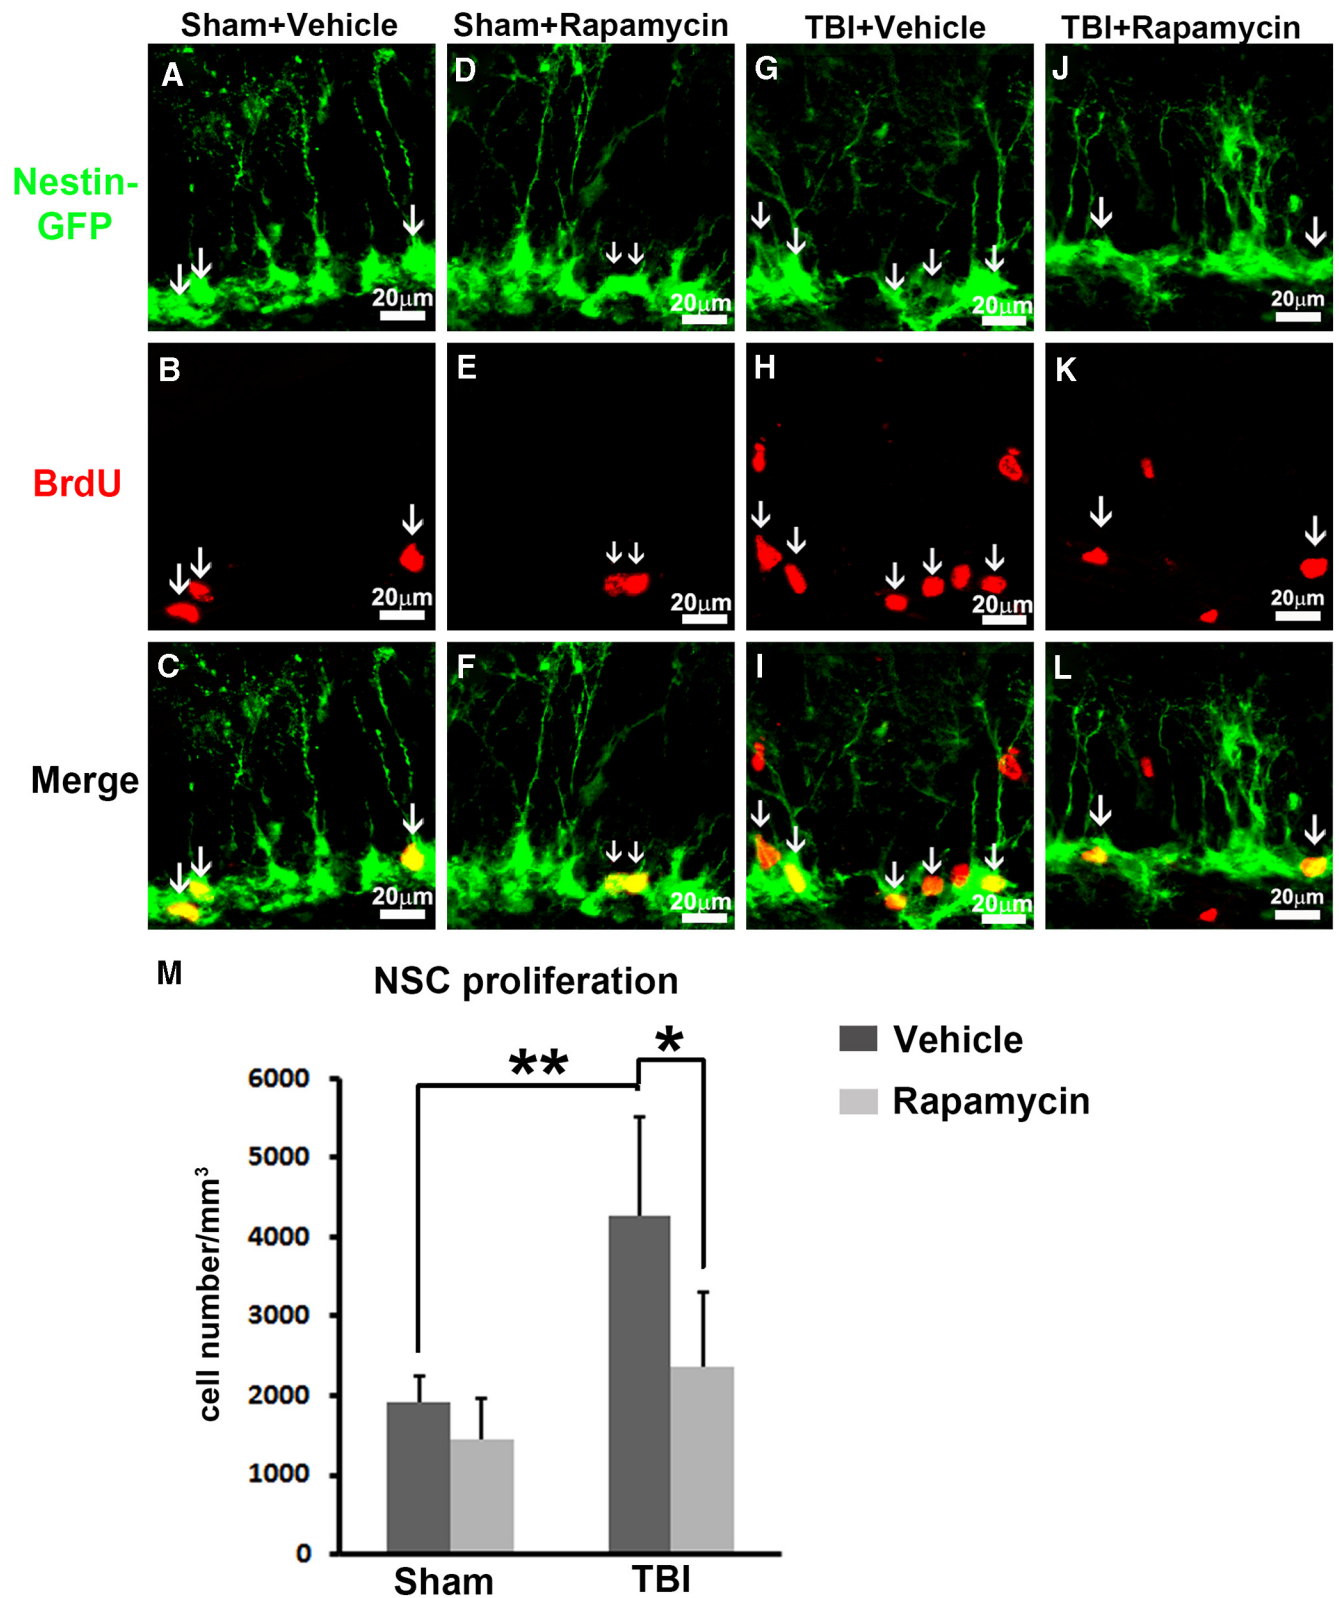 Sham+Vehicle Sham+Rapamycin TBI+Vehicle TBI+Rapamycin
A D G J
Nestin-
GFP
20μm 20μm 20μm 20μm
B E H K
BrdU
20μm 20μm 20μm 20μm
C F I L
Merge
20μm 20μm 20μm 20μm
M NSC proliferation
** *
Vehicle
Rapamycin
6000
5000
4000
3000
2000
1000
0
cell number/mm³
Sham TBI